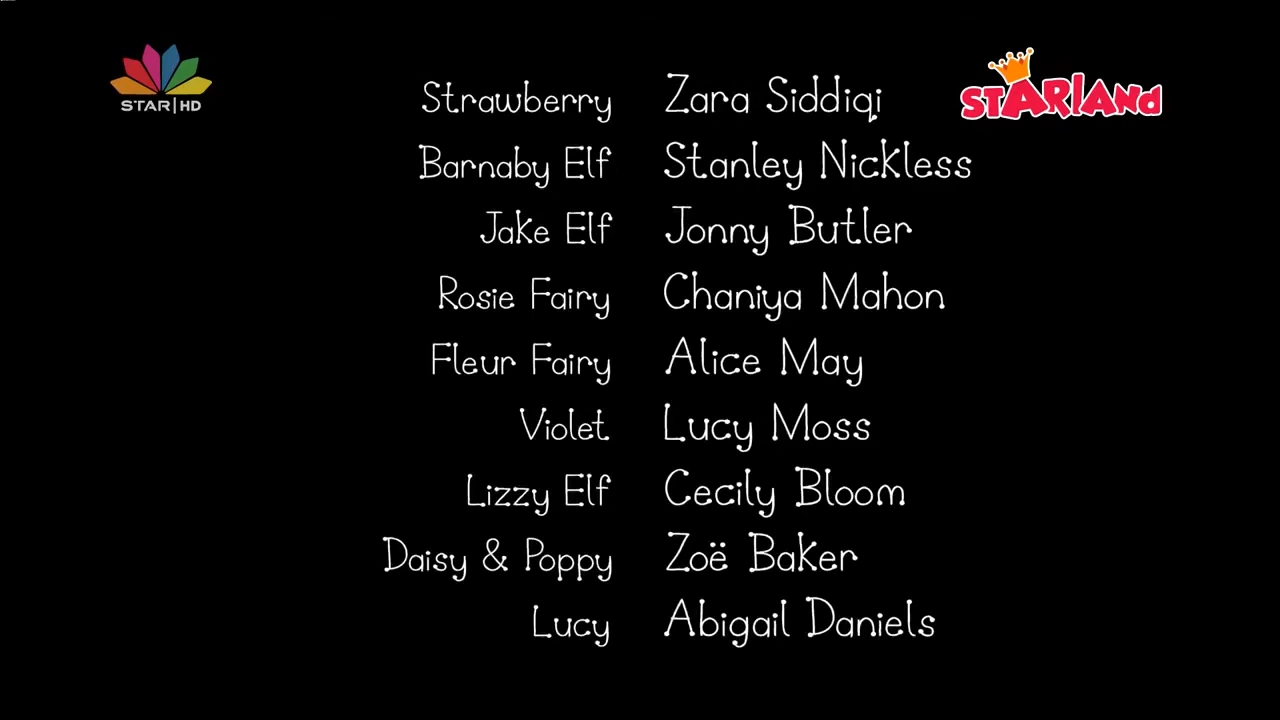 STAR|HD
STARLAND
Strawberry Zara Siddiqi
Barnaby Elf Stanley Nickless
Jake Elf Jonny Butler
Rosie Fairy Chaniya Mahon
Fleur Fairy Alice May
Violet Lucy Moss
Lizzy Elf Cecily Bloom
Daisy & Poppy Zoë Baker
Lucy Abigail Daniels